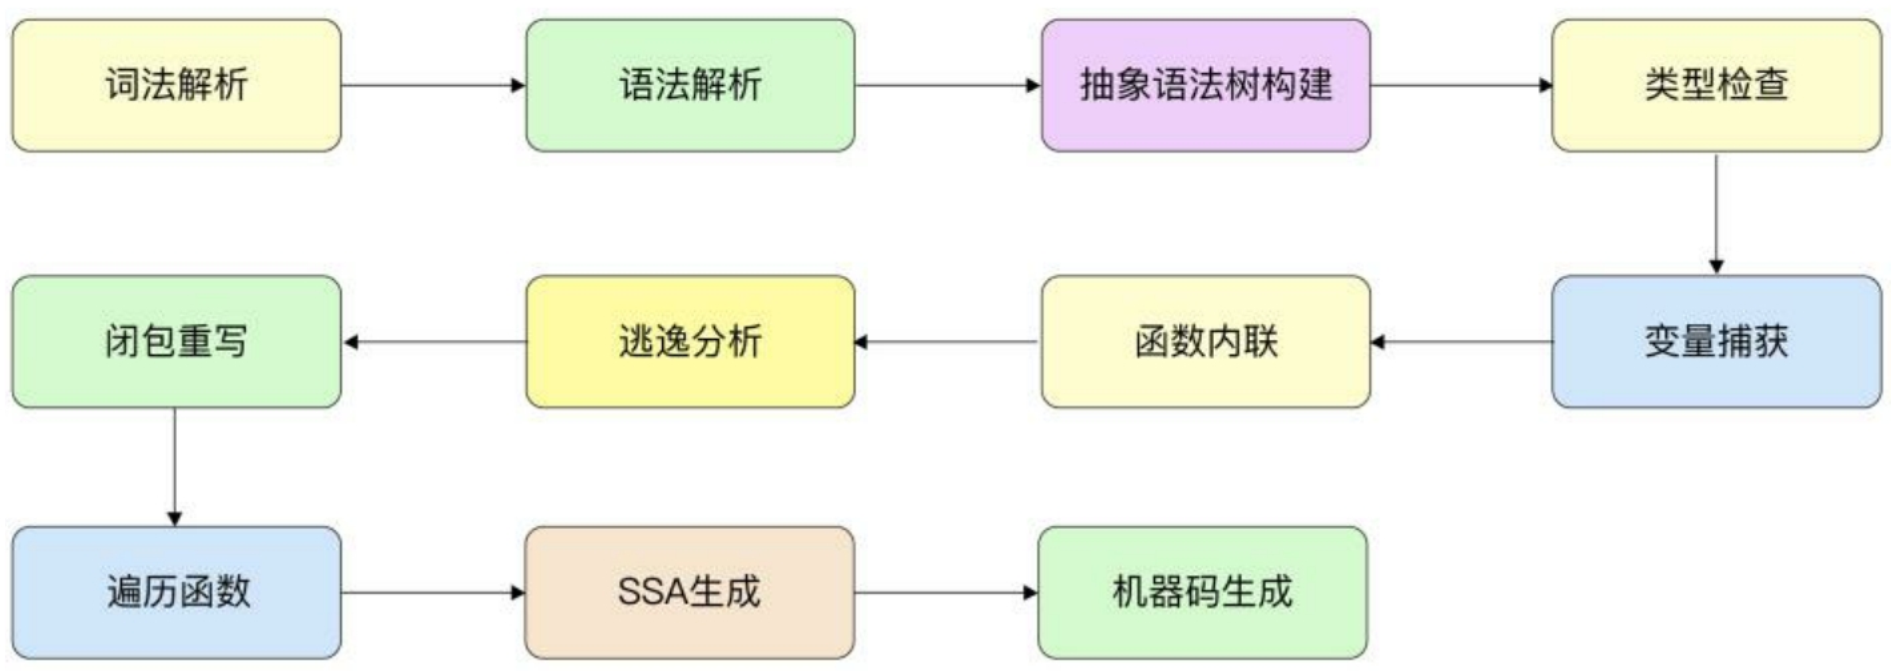 词法解析
语法解析
抽象语法树构建
类型检查
变量捕获
函数内联
逃逸分析
闭包重写
遍历函数
SSA生成
机器码生成